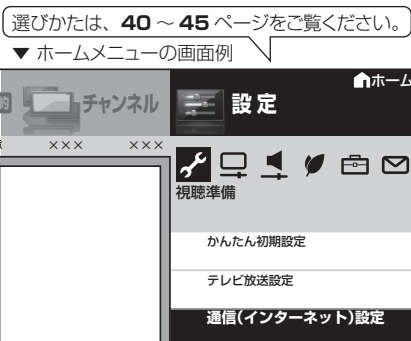 選びかたは、40～45ページをご覧ください。
▼ ホームメニューの画面例
ホーム
チャンネル
設定
××× ×××
視聴準備
かんたん初期設定
テレビ放送設定
通信(インターネット)設定